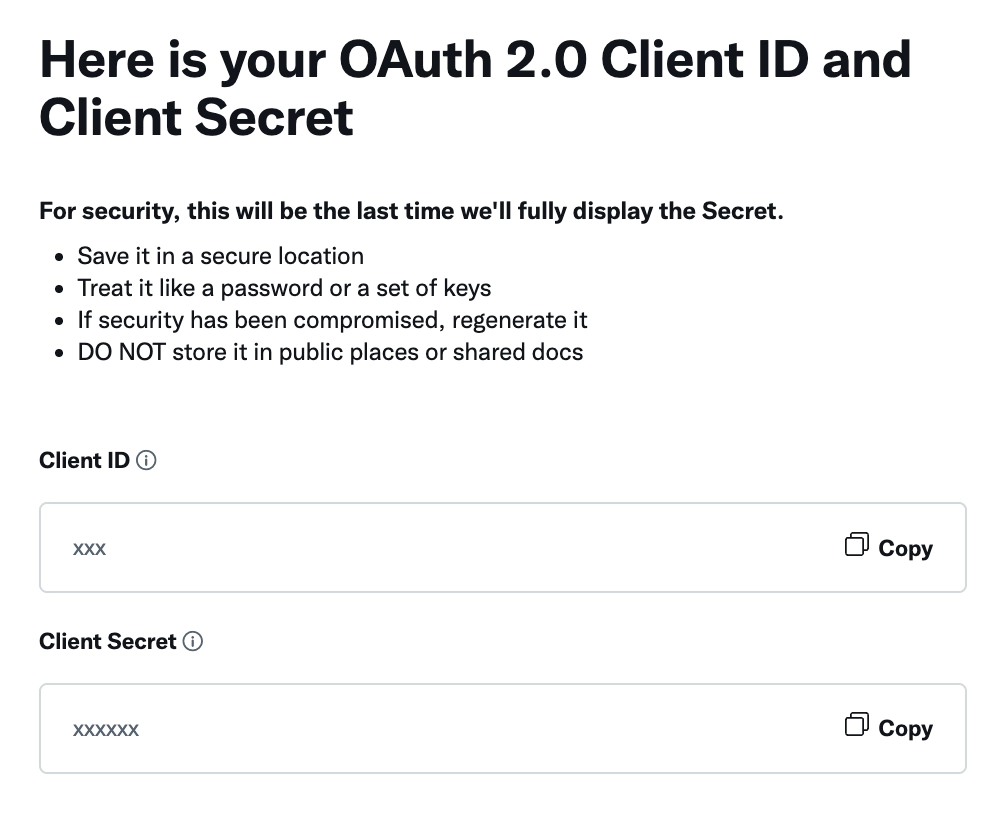 Here is your OAuth 2.0 Client ID and
Client Secret
For security, this will be the last time we'll fully display the Secret.
• Save it in a secure location
• Treat it like a password or a set of keys
• If security has been compromised, regenerate it
• DO NOT store it in public places or shared docs
Client ID
xxx Copy
Client Secret
xxxxxx Copy